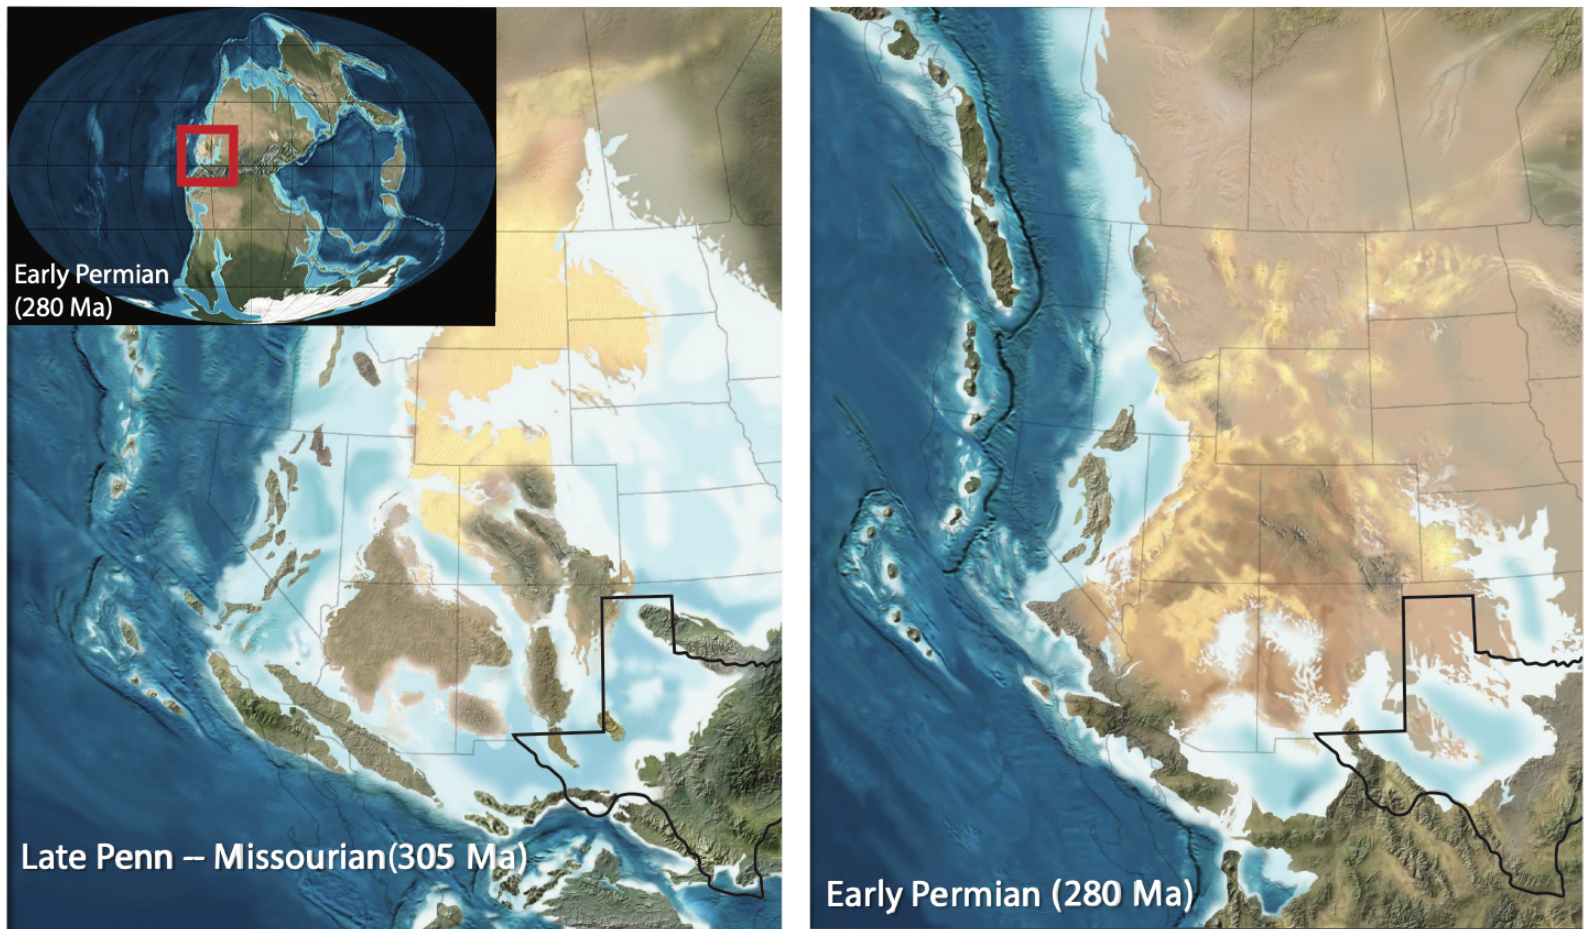 Early Permian
(280 Ma)
Late Penn – Missourian(305 Ma)
Early Permian (280 Ma)